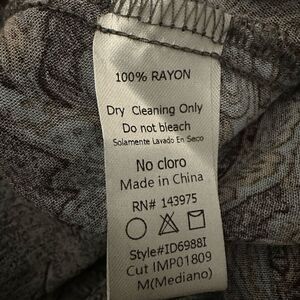 100% RAYON
Dry Cleaning Only
Do not bleach
Solamente Lavado En Seco
No cloro
Made in China
RN# 143975
Style#ID6988I
Cut IMP01809
M(Mediano)